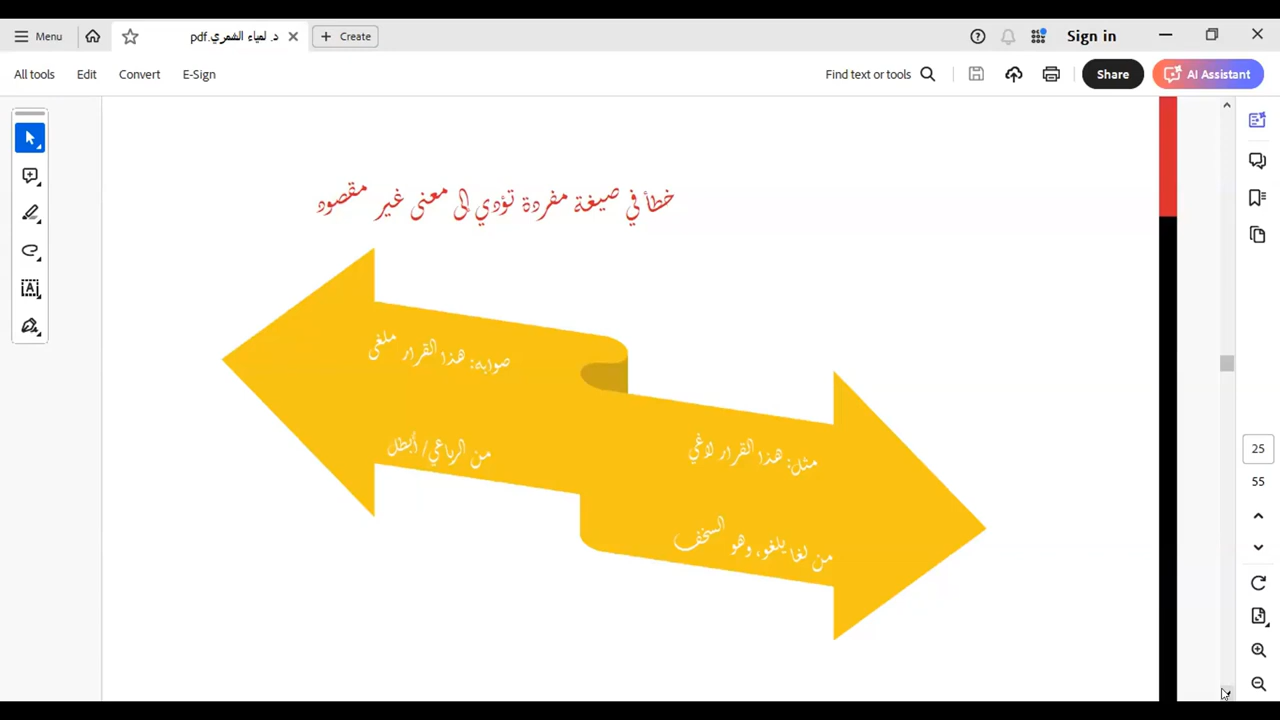 Menu
د. لمياء الشمري.pdf
Create
Sign in
All tools
Edit
Convert
E-Sign
Find text or tools
Share
AI Assistant
خطأ في صيغة مفردة تؤدي الى معنى غير مقصود
صوابه: هذا القرار ملغى
من الرباعي/ أبطل
مثل: هذا القرار لاغي
من لغا يلغو، وهو السخف
25
55